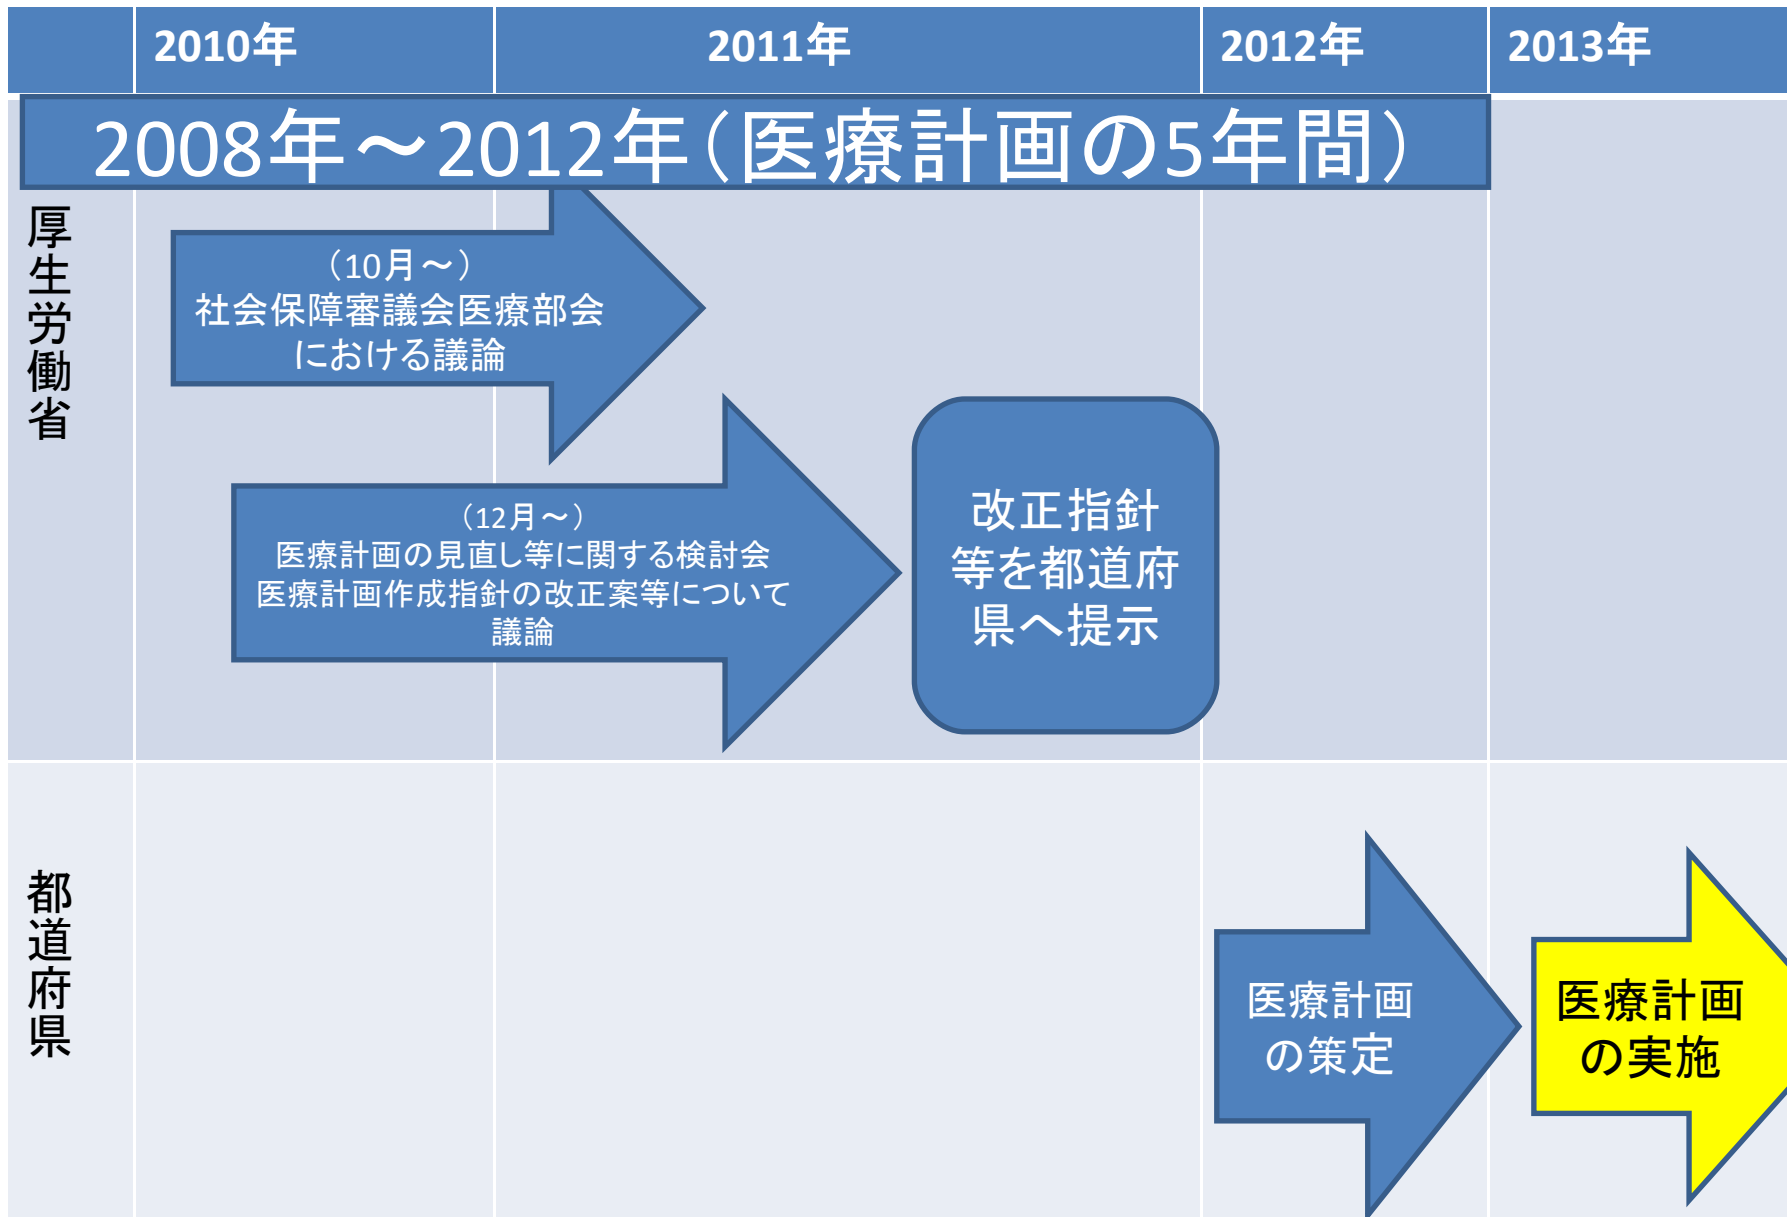 2010年
2011年
2012年
2013年
2008年～2012年（医療計画の5年間）
厚生労働省
（10月～）
社会保障審議会医療部会
における議論
（12月～）
医療計画の見直し等に関する検討会
医療計画作成指針の改正案等について
議論
改正指針
等を都道府
県へ提示
都道府県
医療計画
の策定
医療計画
の実施